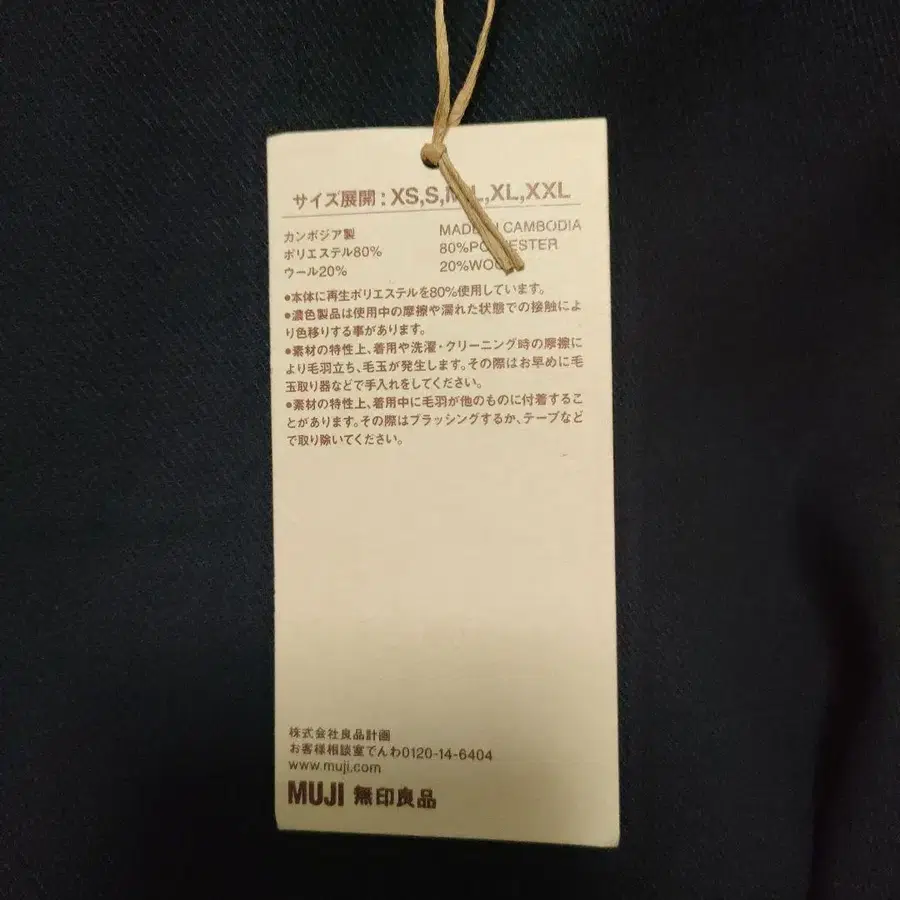 サイズ展開：XS,S,M,L,XL,XXL
カンボジア製
MADE IN CAMBODIA
ポリエステル80%
80%POLYESTER
ウール20%
20%WOOL
●本体に再生ポリエステルを80%使用しています。
●濃色製品は使用中の摩擦や濡れた状態での接触によ
り色移りする事があります。
●素材の特性上、着用や洗濯・クリーニング時の摩擦に
より毛羽立ち、毛玉が発生します。その際はお早めに毛
玉取り器などで手入れをしてください。
●素材の特性上、着用中に毛羽が他のものに付着するこ
とがあります。その際はブラッシングするか、テープなど
で取り除いてください。
株式会社良品計画
お客様相談室でんわ0120-14-6404
www.muji.com
MUJI 無印良品